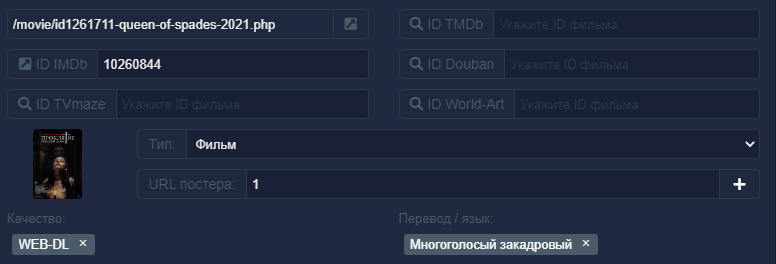 /movie/id1261711-queen-of-spades-2021.php
ID TMDb Укажите ID фильма
ID IMDb 10260844
ID Douban Укажите ID фильма
ID TVmaze Укажите ID фильма
ID World-Art Укажите ID фильма
ПРОКЛЯТИЕ
Тип: Фильм
URL постера: 1
Качество:
Перевод / язык:
WEB-DL ×
Многоголосый закадровый ×